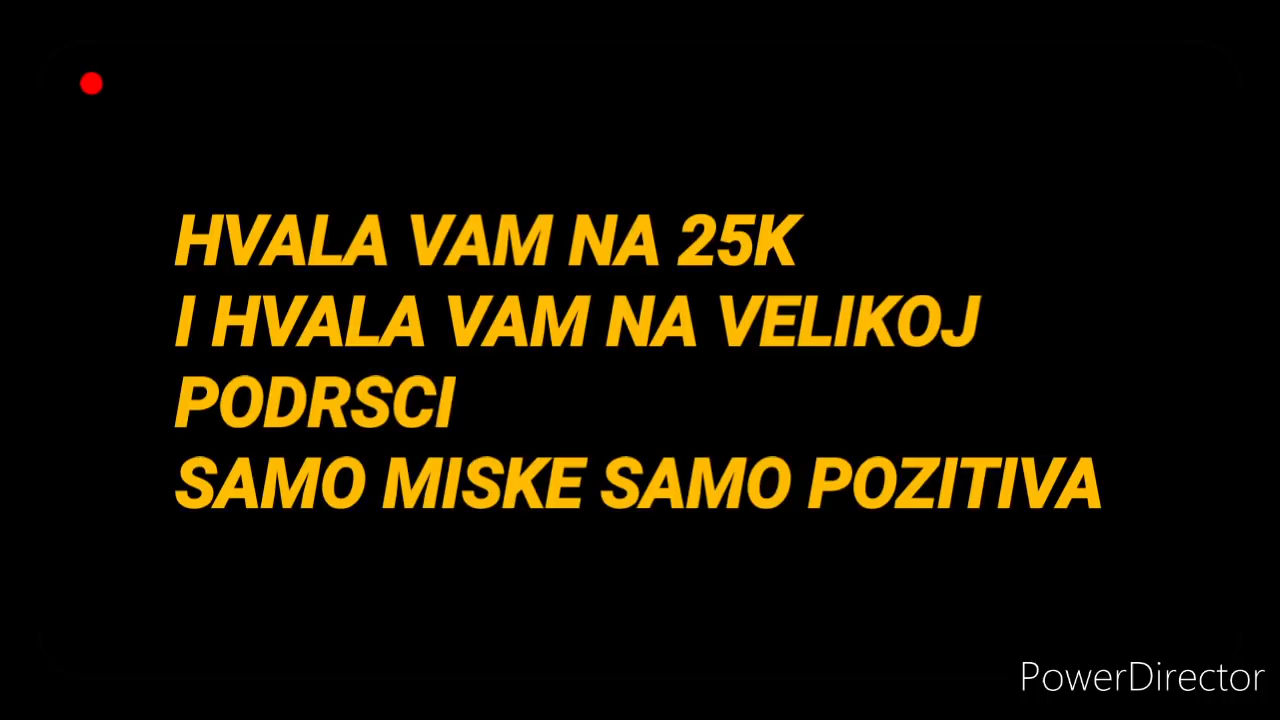 HVALA VAM NA 25K
I HVALA VAM NA VELIKOJ
PODRSCI
SAMO MISKE SAMO POZITIVA
PowerDirector